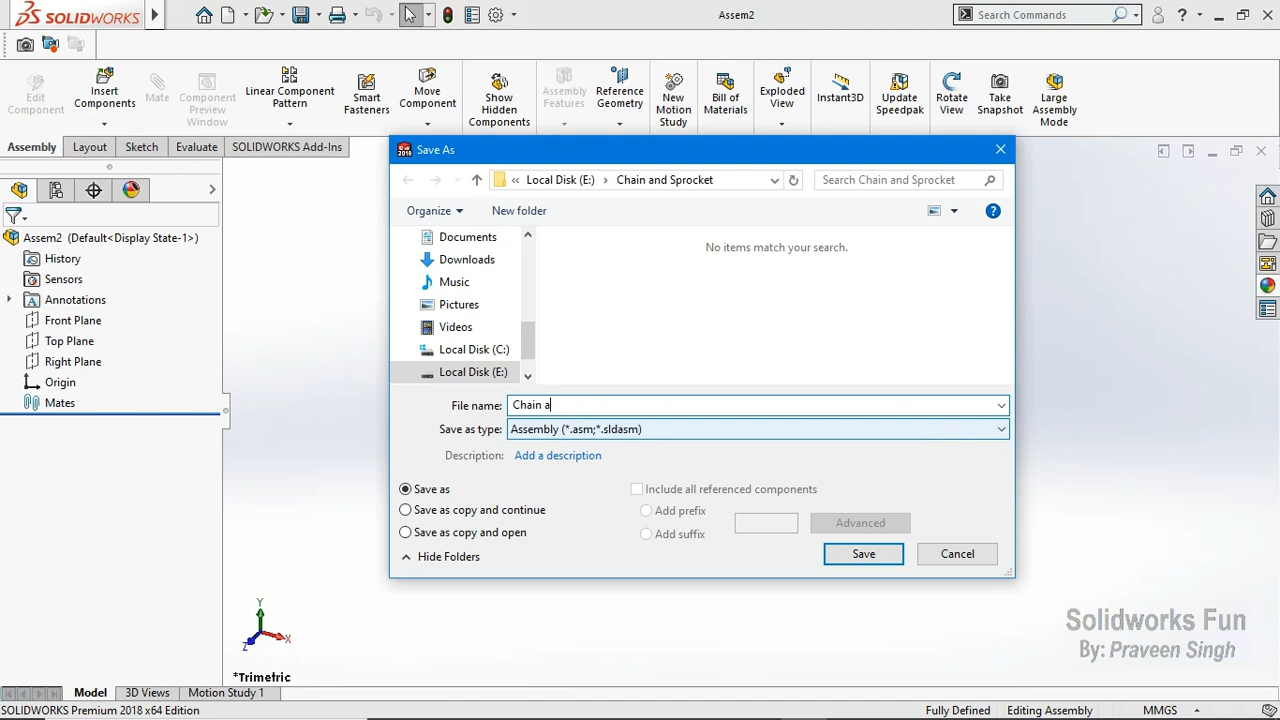 SOLIDWORKS
Assem2
Search Commands
Edit
Component
Insert
Components
Mate
Component
Preview
Window
Linear Component
Pattern
Smart
Fasteners
Move
Component
Show
Hidden
Components
Assembly
Features
Reference
Geometry
New
Motion
Study
Bill of
Materials
Exploded
View
Instant3D
Update
Speedpak
Rotate
View
Take
Snapshot
Large
Assembly
Mode
Assembly
Layout
Sketch
Evaluate
SOLIDWORKS Add-Ins
Assem2 (Default<Display State-1>)
History
Sensors
Annotations
Front Plane
Top Plane
Right Plane
Origin
Mates
2018
Save As
« Local Disk (E:) › Chain and Sprocket
Search Chain and Sprocket
Organize
New folder
Documents
Downloads
Music
Pictures
Videos
Local Disk (C:)
Local Disk (E:)
No items match your search.
File name: Chain a
Save as type: Assembly (*.asm;*.sldasm)
Description: Add a description
Save as
Save as copy and continue
Save as copy and open
Include all referenced components
Add prefix
Add suffix
Advanced
Hide Folders
Save
Cancel
Y
X
Z
*Trimetric
Solidworks Fun
By: Praveen Singh
Model
3D Views
Motion Study 1
SOLIDWORKS Premium 2018 x64 Edition
Fully Defined
Editing Assembly
MMGS